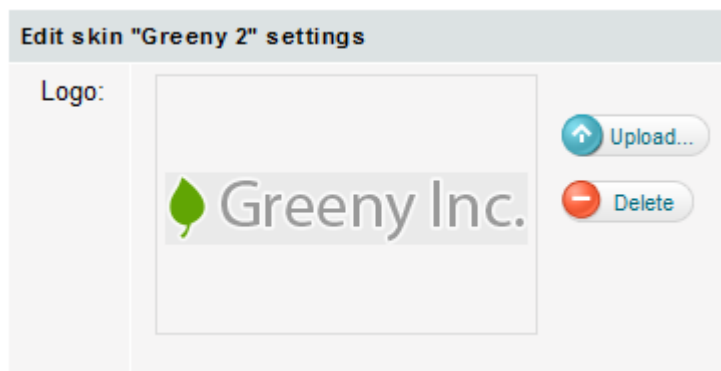 Edit skin "Greeny 2" settings
Logo:
Upload...
Greeny Inc.
Delete